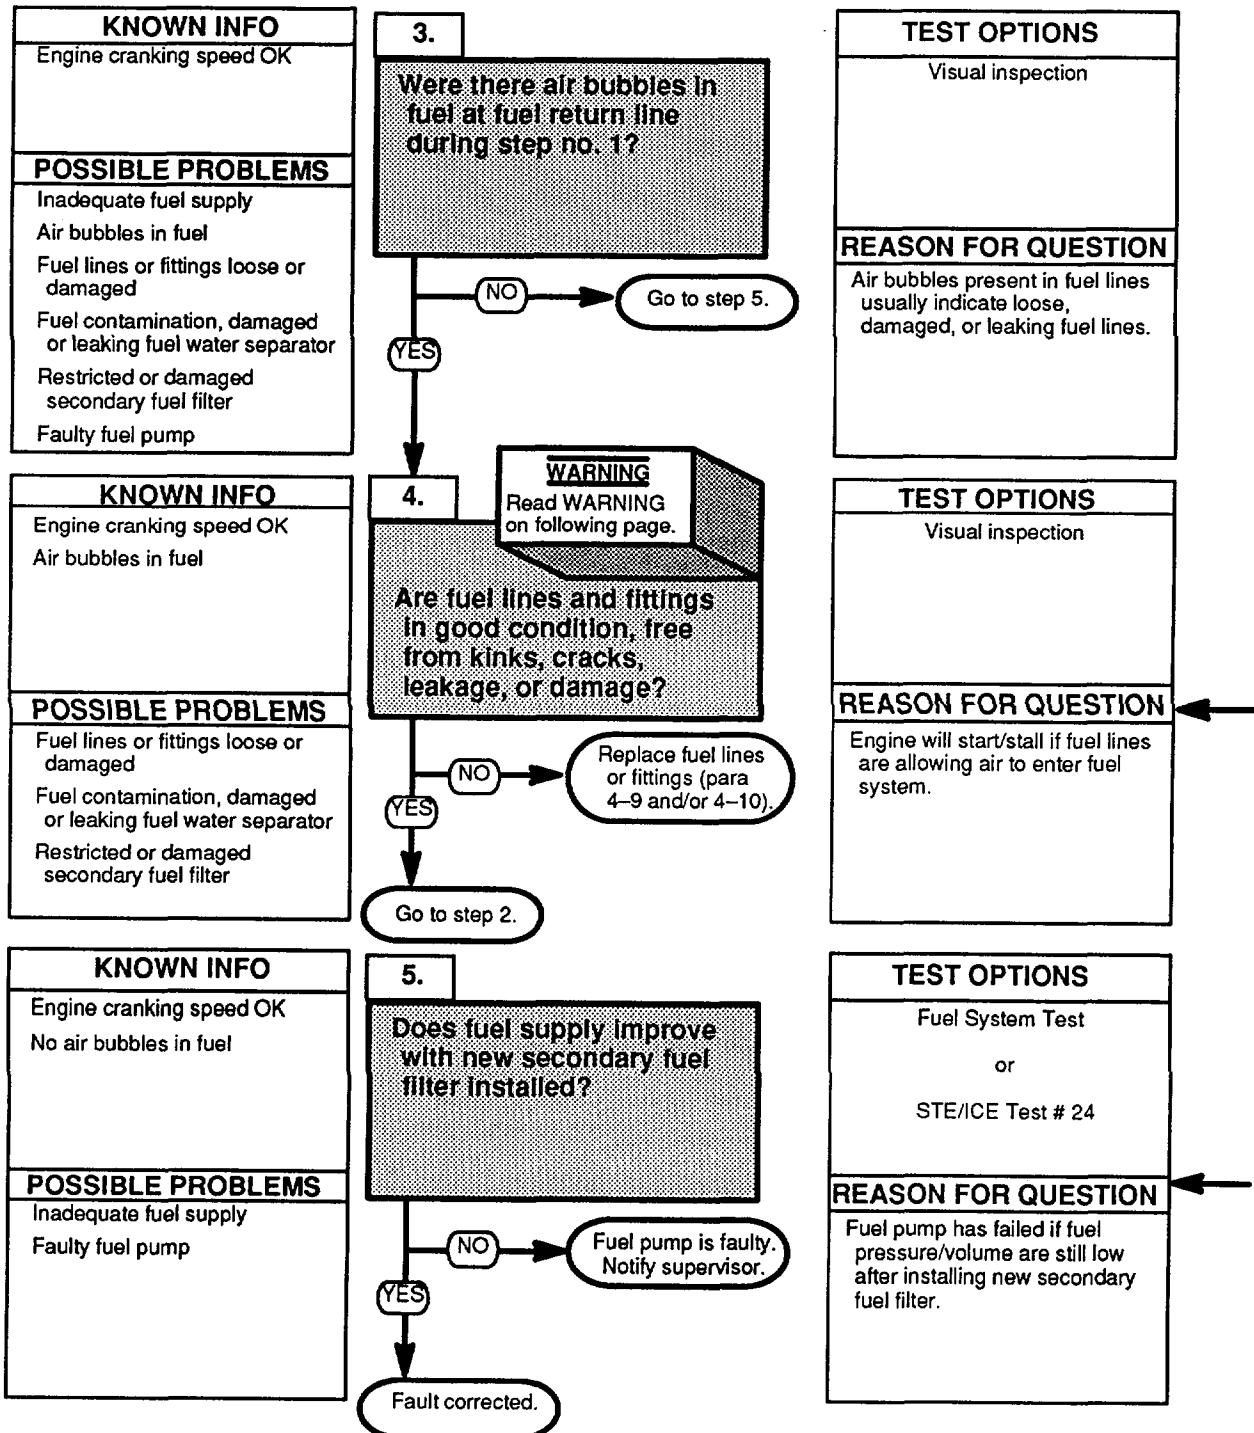 KNOWN INFO
Engine cranking speed OK
POSSIBLE PROBLEMS
Inadequate fuel supply
Air bubbles in fuel
Fuel lines or fittings loose or
damaged
Fuel contamination, damaged
or leaking fuel water separator
Restricted or damaged
secondary fuel filter
Faulty fuel pump
3.
Were there air bubbles in
fuel at fuel return line
during step no. 1?
NO
Go to step 5.
YES
TEST OPTIONS
Visual inspection
REASON FOR QUESTION
Air bubbles present in fuel lines
usually indicate loose,
damaged, or leaking fuel lines.
KNOWN INFO
Engine cranking speed OK
Air bubbles in fuel
POSSIBLE PROBLEMS
Fuel lines or fittings loose or
damaged
Fuel contamination, damaged
or leaking fuel water separator
Restricted or damaged
secondary fuel filter
4.
WARNING
Read WARNING
on following page.
Are fuel lines and fittings
in good condition, free
from kinks, cracks,
leakage, or damage?
NO
Replace fuel lines
or fittings (para
4–9 and/or 4–10).
YES
Go to step 2.
TEST OPTIONS
Visual inspection
REASON FOR QUESTION
Engine will start/stall if fuel lines
are allowing air to enter fuel
system.
KNOWN INFO
Engine cranking speed OK
No air bubbles in fuel
POSSIBLE PROBLEMS
Inadequate fuel supply
Faulty fuel pump
5.
Does fuel supply improve
with new secondary fuel
filter installed?
NO
Fuel pump is faulty.
Notify supervisor.
YES
Fault corrected.
TEST OPTIONS
Fuel System Test
or
STE/ICE Test # 24
REASON FOR QUESTION
Fuel pump has failed if fuel
pressure/volume are still low
after installing new secondary
fuel filter.